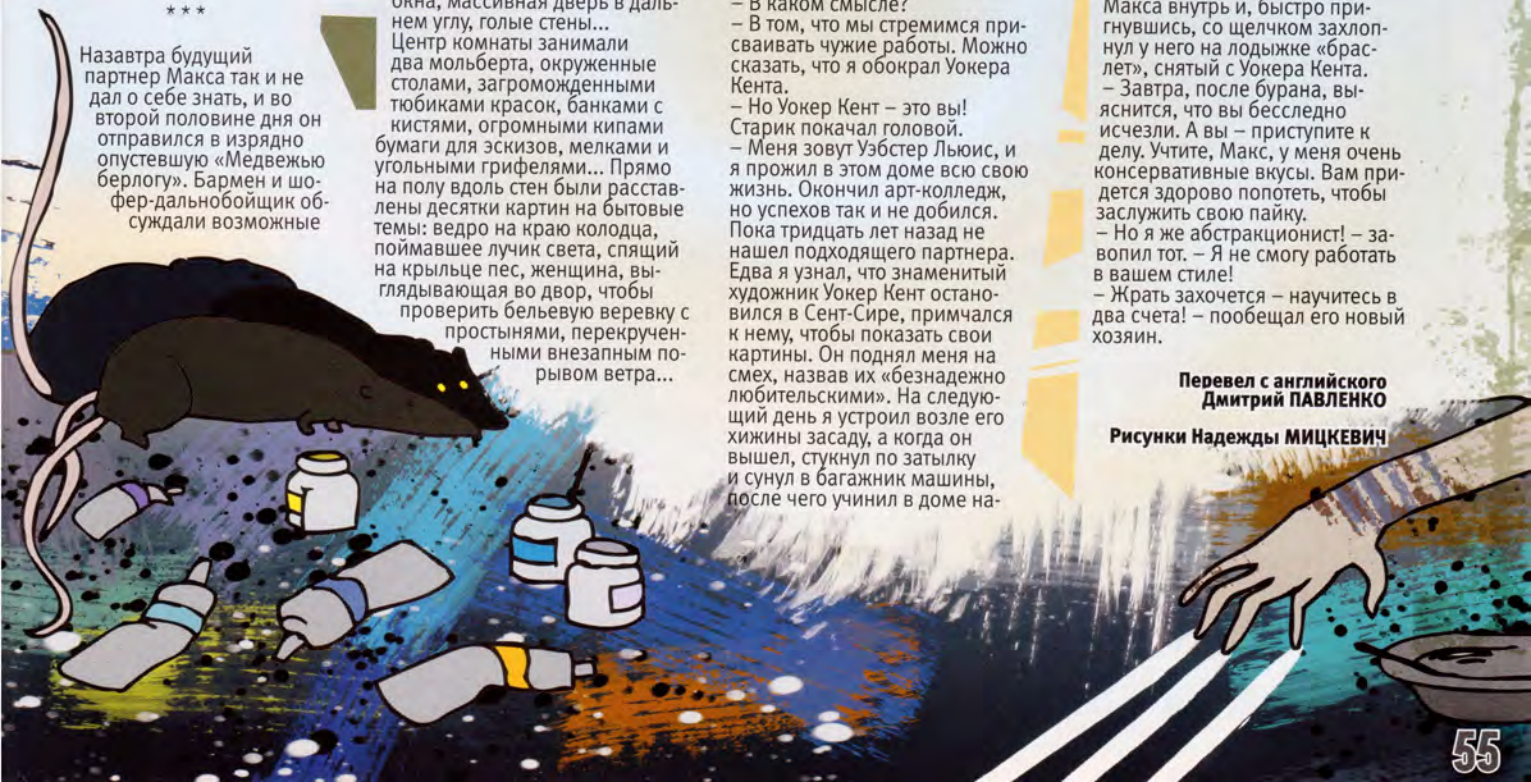 * * *
Назавтра будущий
партнер Макса так и не
дал о себе знать, и во
второй половине дня он
отправился в изрядно
опустевшую «Медвежью
берлогу». Бармен и шо-
фер-дальнобойщик об-
суждали возможные
окна, массивная дверь в даль-
нем углу, голые стены...
Центр комнаты занимали
два мольберта, окруженные
столами, загроможденными
тюбиками красок, банками с
кистями, огромными кипами
бумаги для эскизов, мелками и
угольными грифелями... Прямо
на полу вдоль стен были расстав-
лены десятки картин на бытовые
темы: ведро на краю колодца,
поймавшее лучик света, спящий
на крыльце пес, женщина, вы-
глядывающая во двор, чтобы
проверить бельевую веревку с
простынями, перекручен-
ными внезапным по-
рывом ветра...
– В каком смысле?
– В том, что мы стремимся при-
сваивать чужие работы. Можно
сказать, что я обокрал Уокера
Кента.
– Но Уокер Кент – это вы!
Старик покачал головой.
– Меня зовут Уэбстер Льюис, и
я прожил в этом доме всю свою
жизнь. Окончил арт-колледж,
но успехов так и не добился.
Пока тридцать лет назад не
нашел подходящего партнера.
Едва я узнал, что знаменитый
художник Уокер Кент остано-
вился в Сент-Сире, примчался
к нему, чтобы показать свои
картины. Он поднял меня на
смех, назвав их «безнадежно
любительскими». На следую-
щий день я устроил возле его
хижины засаду, а когда он
вышел, стукнул по затылку
и сунул в багажник машины,
после чего учинил в доме на-
Макса внутрь и, быстро при-
гнувшись, со щелчком захлоп-
нул у него на лодыжке «брас-
лет», снятый с Уокера Кента.
– Завтра, после бурана, вы-
яснится, что вы бесследно
исчезли. А вы – приступите к
делу. Учтите, Макс, у меня очень
консервативные вкусы. Вам при-
дется здорово попотеть, чтобы
заслужить свою пайку.
– Но я же абстракционист! – за-
вопил тот. – Я не смогу работать
в вашем стиле!
– Жрать захочется – научитесь в
два счета! – пообещал его новый
хозяин.
Перевел с английского
Дмитрий ПАВЛЕНКО
Рисунки Надежды МИЦКЕВИЧ
55